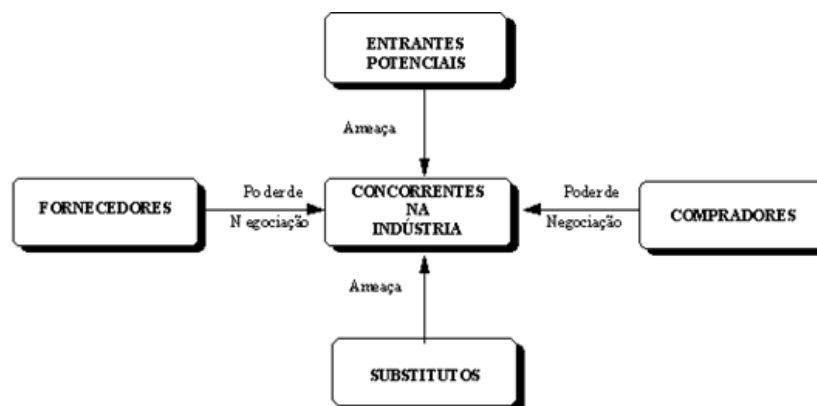 ENTRANTES
POTENCIAIS
Ameaça
FORNECEDORES
Poder de
Negociação
CONCORRENTES
NA
INDÚSTRIA
Poder de
Negociação
COMPRADORES
Ameaça
SUBSTITUTOS